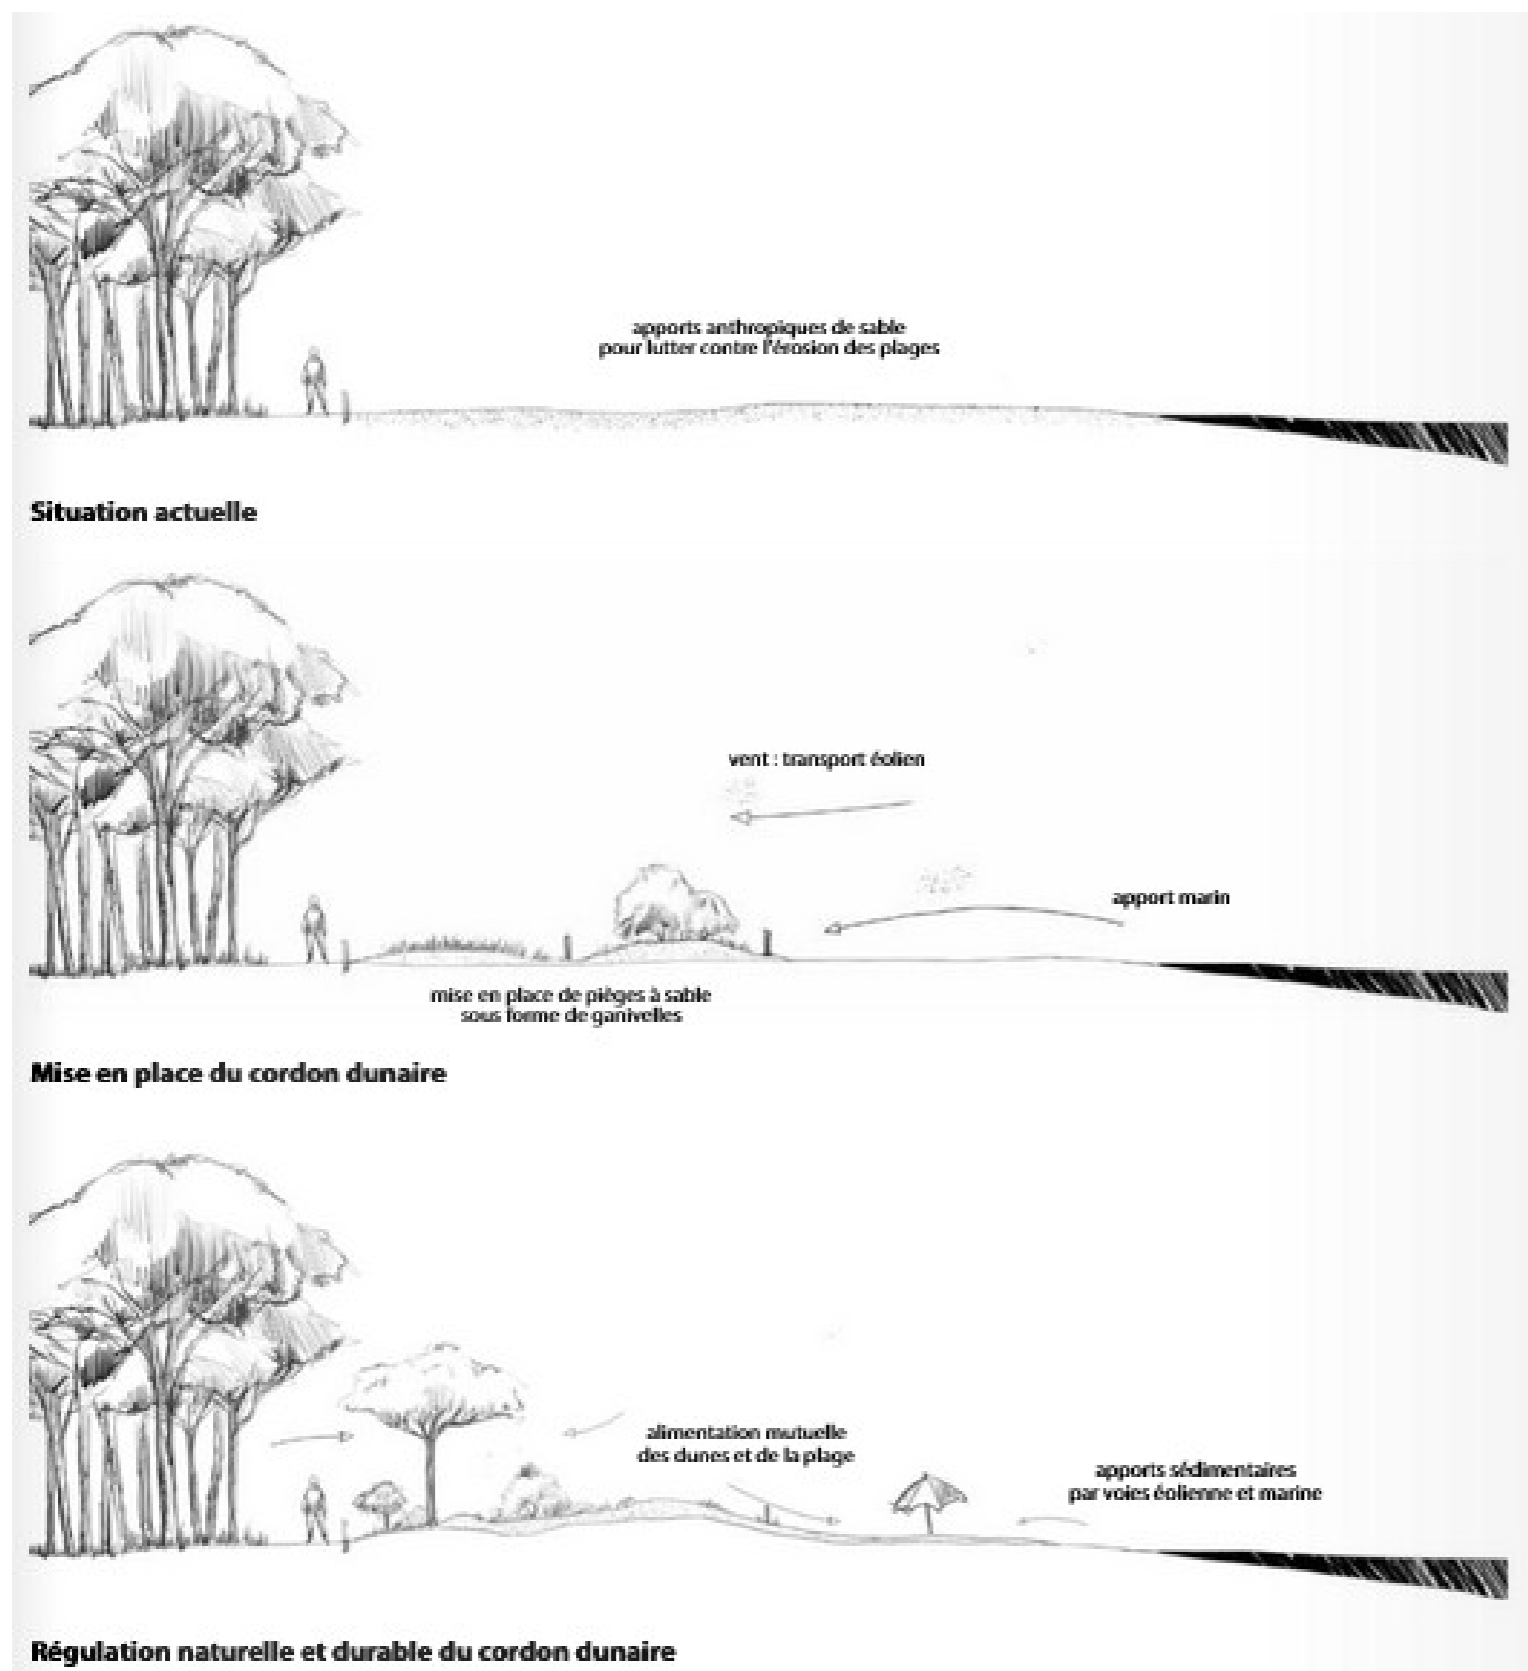 apports anthropiques de sable
pour lutter contre l'érosion des plages
Situation actuelle
vent : transport éolien
apport marin
mise en place de pièges à sable
sous forme de ganivelles
Mise en place du cordon dunaire
alimentation mutuelle
des dunes et de la plage
apports sédimentaires
par voies éolienne et marine
Régulation naturelle et durable du cordon dunaire